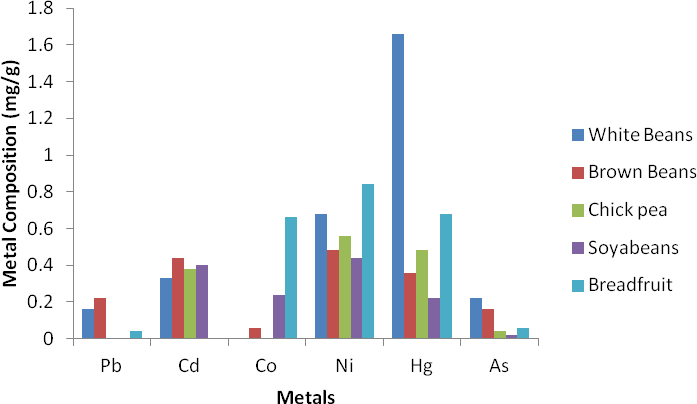 Metal Composition (mg/g)
1.8
1.6
1.4
1.2
1
0.8
0.6
0.4
0.2
0
Pb Cd Co Ni Hg As
Metals
White Beans
Brown Beans
Chick pea
Soyabeans
Breadfruit